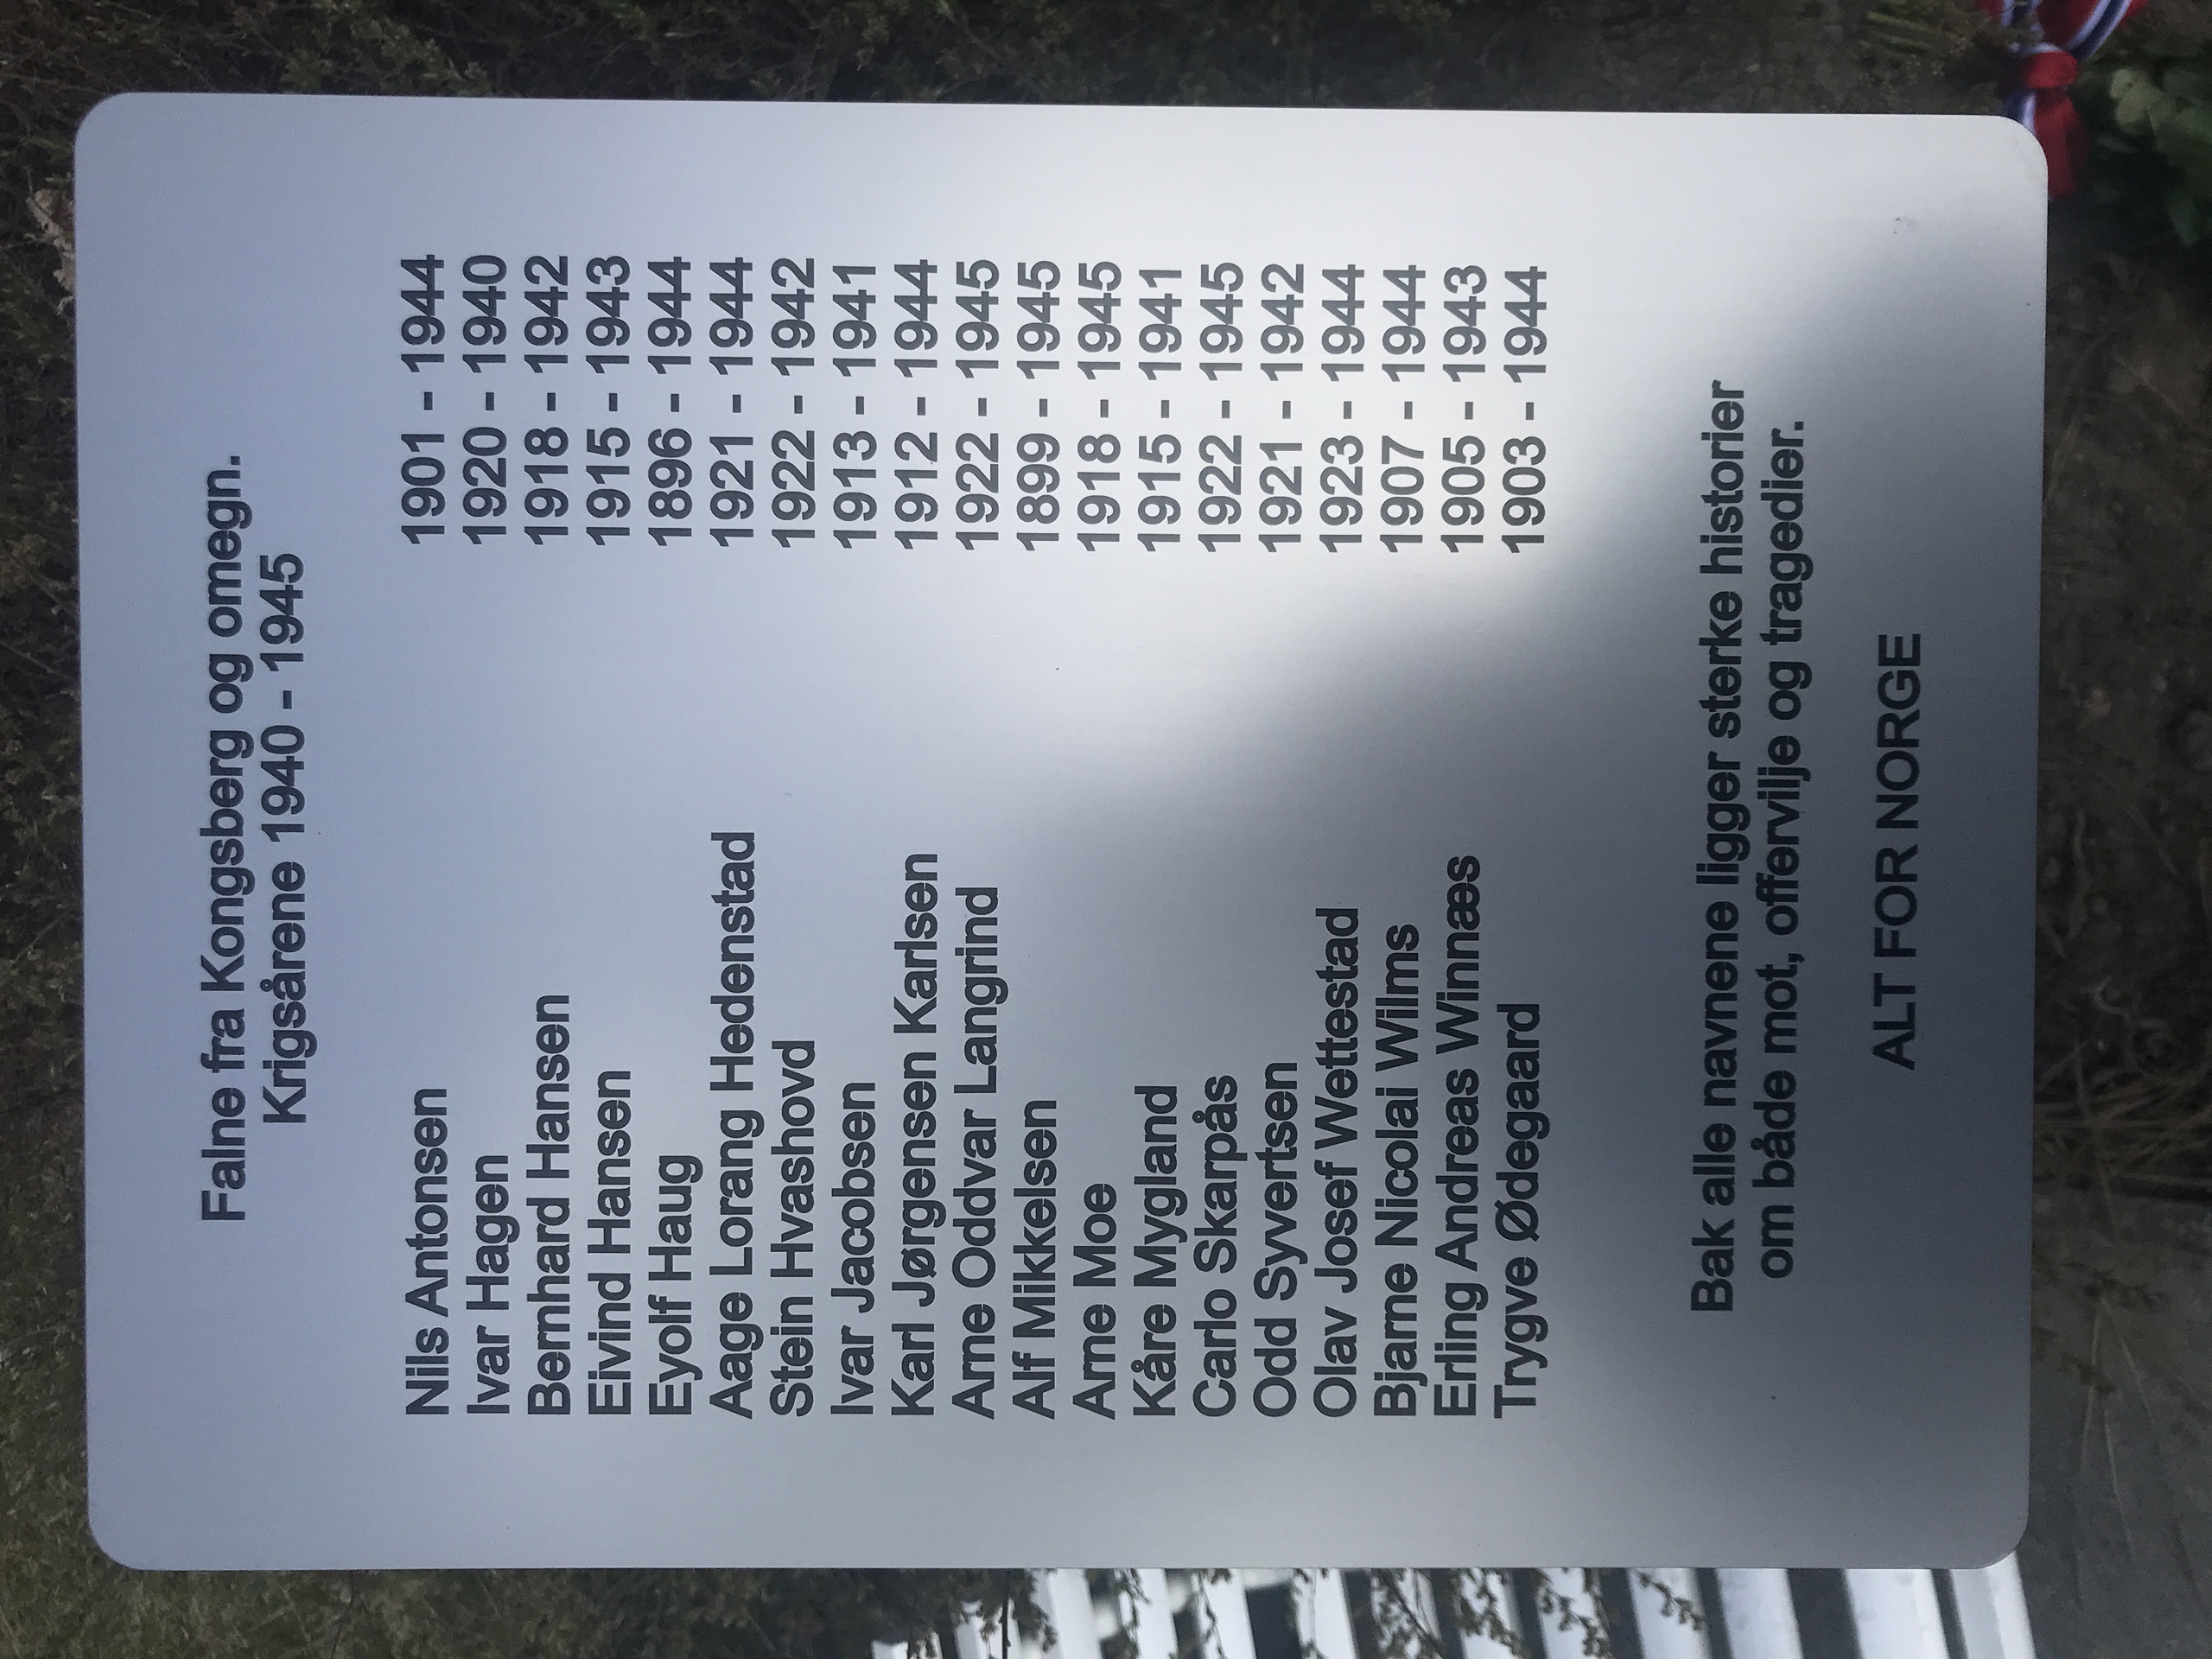 Falne fra Kongsberg og omegn.
Krigsårene 1940 - 1945
Nils Antonsen 1901 - 1944
Ivar Hagen 1920 - 1940
Bernhard Hansen 1918 - 1942
Eivind Hansen 1915 - 1943
Eyolf Haug 1896 - 1944
Aage Lorang Hedenstad 1921 - 1944
Stein Hvashovd 1922 - 1942
Ivar Jacobsen 1913 - 1941
Karl Jørgensen Karlsen 1912 - 1944
Arne Oddvar Langrind 1922 - 1945
Alf Mikkelsen 1899 - 1945
Arne Moe 1918 - 1945
Kåre Mygland 1915 - 1941
Carlo Skarpås 1922 - 1945
Odd Syvertsen 1921 - 1942
Olav Josef Wettestad 1923 - 1944
Bjarne Nicolai Wilms 1907 - 1944
Erling Andreas Winnæs 1905 - 1943
Trygve Ødegaard 1903 - 1944
Bak alle navnene ligger sterke historier
om både mot, offervilje og tragedier.
ALT FOR NORGE